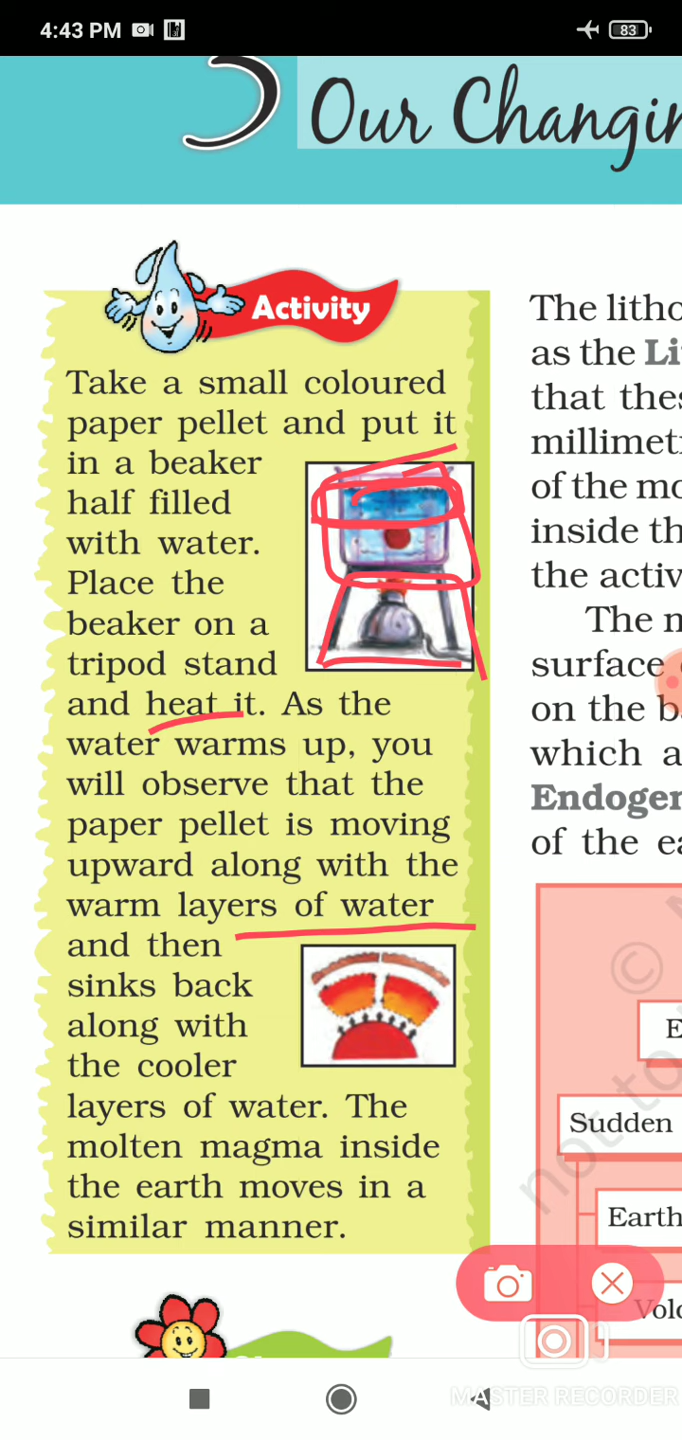 4:43 PM
83
Our Changin
Activity
Take a small coloured
paper pellet and put it
in a beaker
half filled
with water.
Place the
beaker on a
tripod stand
and heat it. As the
water warms up, you
will observe that the
paper pellet is moving
upward along with the
warm layers of water
and then
sinks back
along with
the cooler
layers of water. The
molten magma inside
the earth moves in a
similar manner.
The litho
as the Li
that thes
millimet
of the mo
inside th
the activ
The m
surface
on the b
which a
Endogen
of the ea
© N
not to
E
Sudden
Earth
Volc
MASTER RECORDER